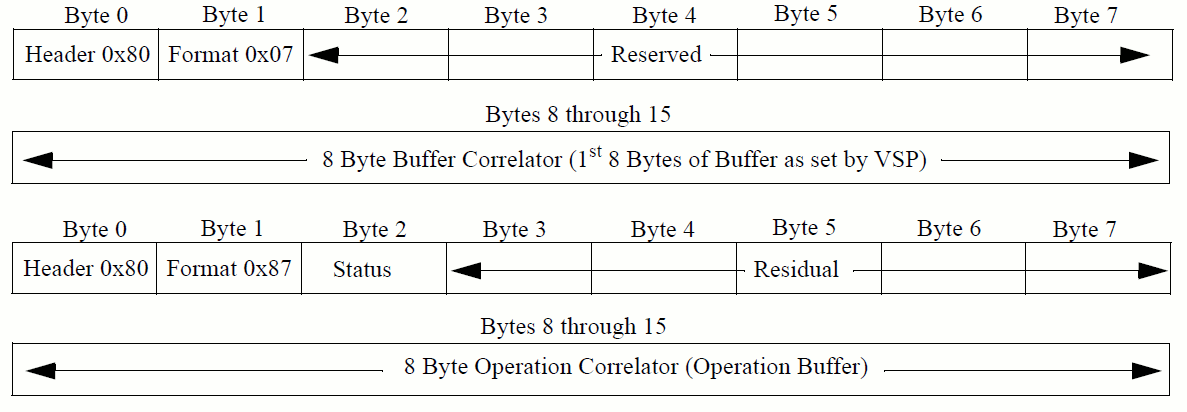 Byte 0 Byte 1 Byte 2 Byte 3 Byte 4 Byte 5 Byte 6 Byte 7
Header 0x80 Format 0x07 Reserved
Bytes 8 through 15
8 Byte Buffer Correlator (1st 8 Bytes of Buffer as set by VSP)
Byte 0 Byte 1 Byte 2 Byte 3 Byte 4 Byte 5 Byte 6 Byte 7
Header 0x80 Format 0x87 Status Residual
Bytes 8 through 15
8 Byte Operation Correlator (Operation Buffer)